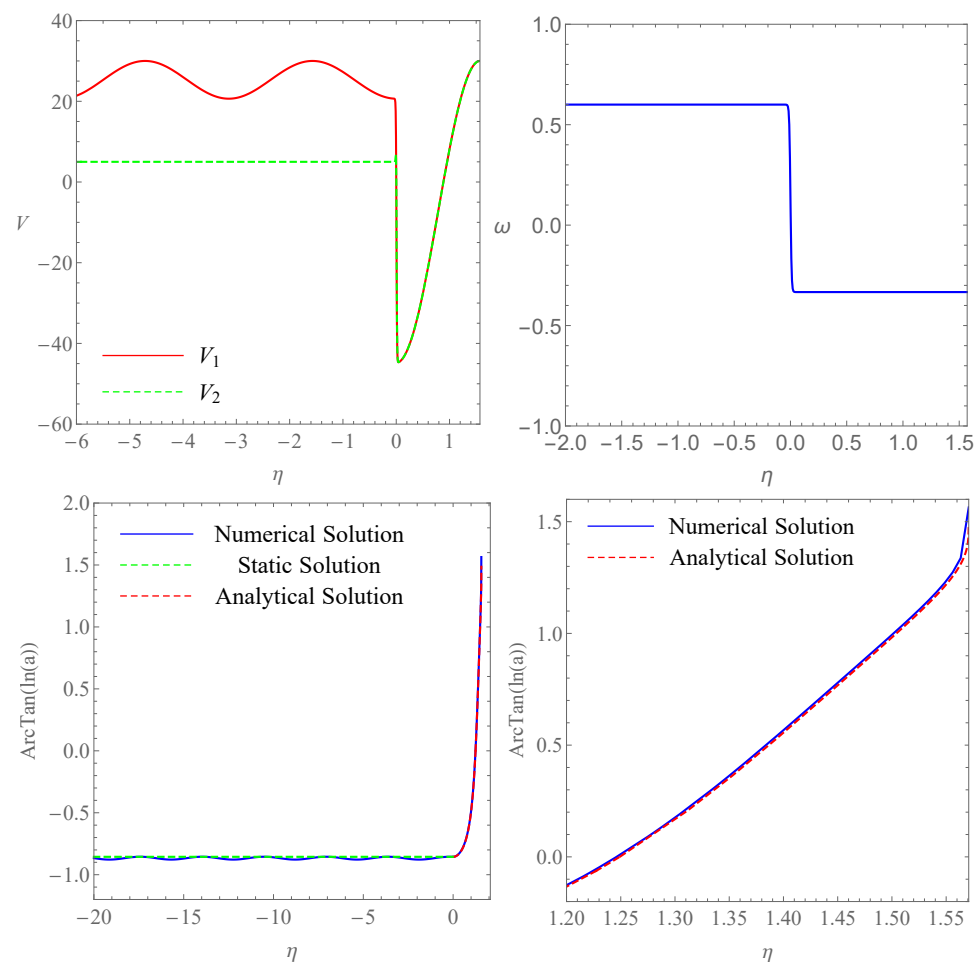 40
20
0
−20
−40
−60
V
V1
V2
−6 −5 −4 −3 −2 −1 0 1
η
1.0
0.5
0.0
−0.5
−1.0
ω
−2.0 −1.5 −1.0 −0.5 0.0 0.5 1.0 1.5
η
2.0
1.5
1.0
0.5
0.0
−0.5
−1.0
ArcTan(ln(a))
Numerical Solution
Static Solution
Analytical Solution
−20 −15 −10 −5 0
η
1.5
1.0
0.5
0.0
ArcTan(ln(a))
Numerical Solution
Analytical Solution
1.20 1.25 1.30 1.35 1.40 1.45 1.50 1.55
η